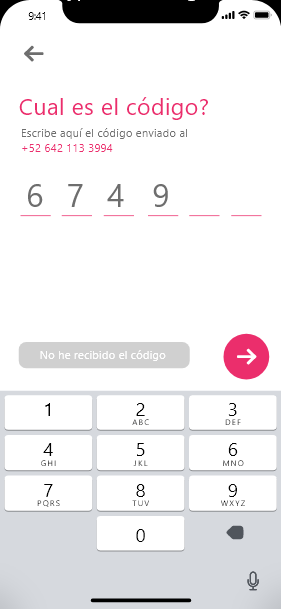 9:41
Cual es el código?
Escribe aquí el código enviado al
+52 642 113 3994
6 7 4 9
No he recibido el código
1 2 3
ABC DEF
4 5 6
GHI JKL MNO
7 8 9
PQRS TUV WXYZ
0